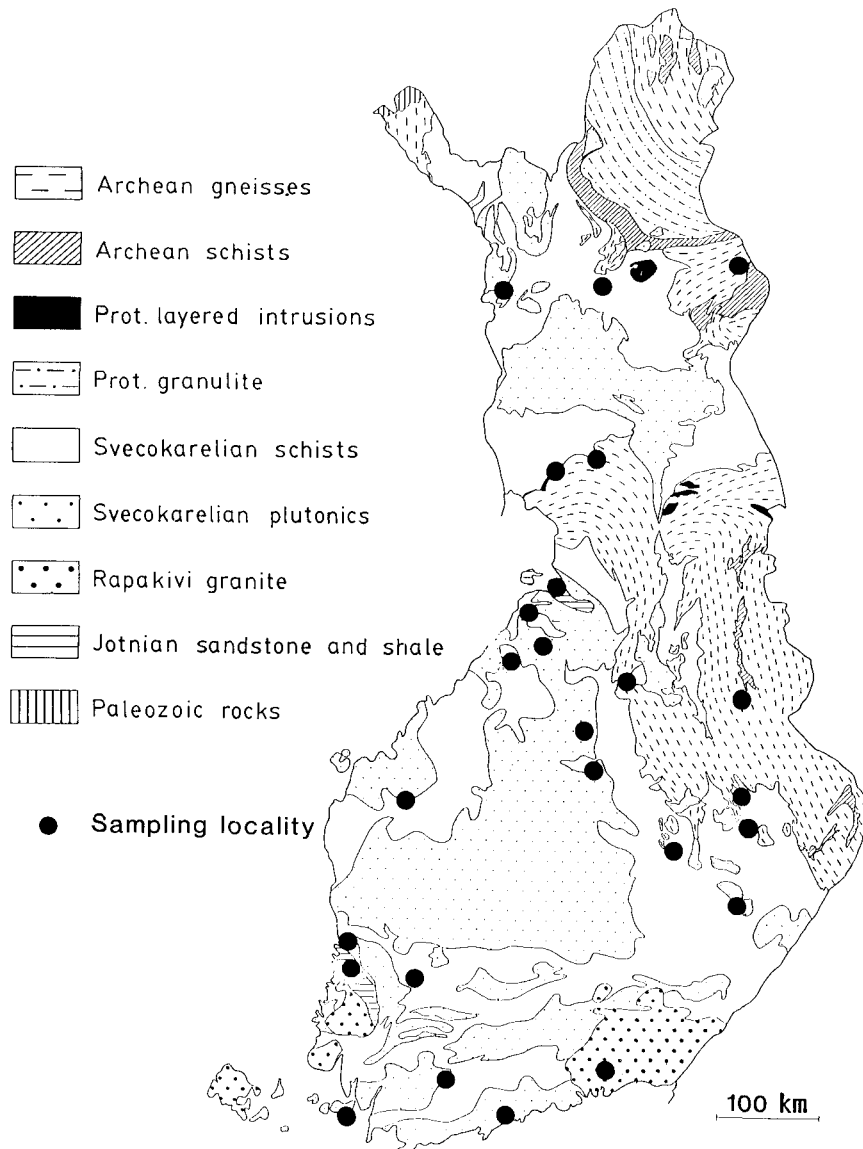 Archean gneisses
Archean schists
Prot. layered intrusions
Prot. granulite
Svecokarelian schists
Svecokarelian plutonics
Rapakivi granite
Jotnian sandstone and shale
Paleozoic rocks
Sampling locality
100 km